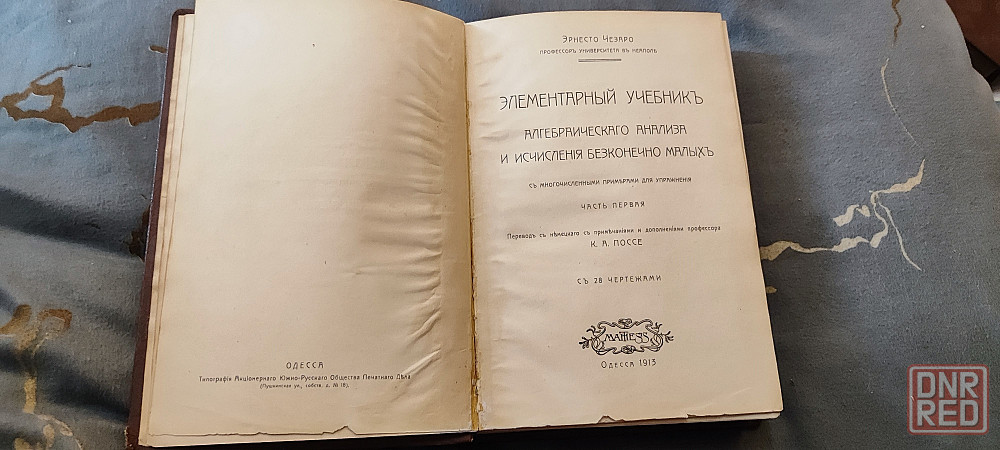 ОДЕССА
Типографія Акціонернаго Южно-Русскаго Общества Печатнаго Дѣла
(Пушкинская ул., собств. д. № 18).
ЭРНЕСТО ЧЕЗАРО
ПРОФЕССОРЪ УНИВЕРСИТЕТА ВЪ НЕАПОЛѢ
ЭЛЕМЕНТАРНЫЙ УЧЕБНИКЪ
АЛГЕБРАИЧЕСКАГО АНАЛИЗА
И ИСЧИСЛЕНІЯ БЕЗКОНЕЧНО МАЛЫХЪ
СЪ МНОГОЧИСЛЕННЫМИ ПРИМѢРАМИ ДЛЯ УПРАЖНЕНІЯ
ЧАСТЬ ПЕРВАЯ
Переводъ съ нѣмецкаго съ примѣчаніями и дополненіями профессора
К. А. ПОССЕ
СЪ 28 ЧЕРТЕЖАМИ
MATHESIS
ОДЕССА 1913
DNR
RED